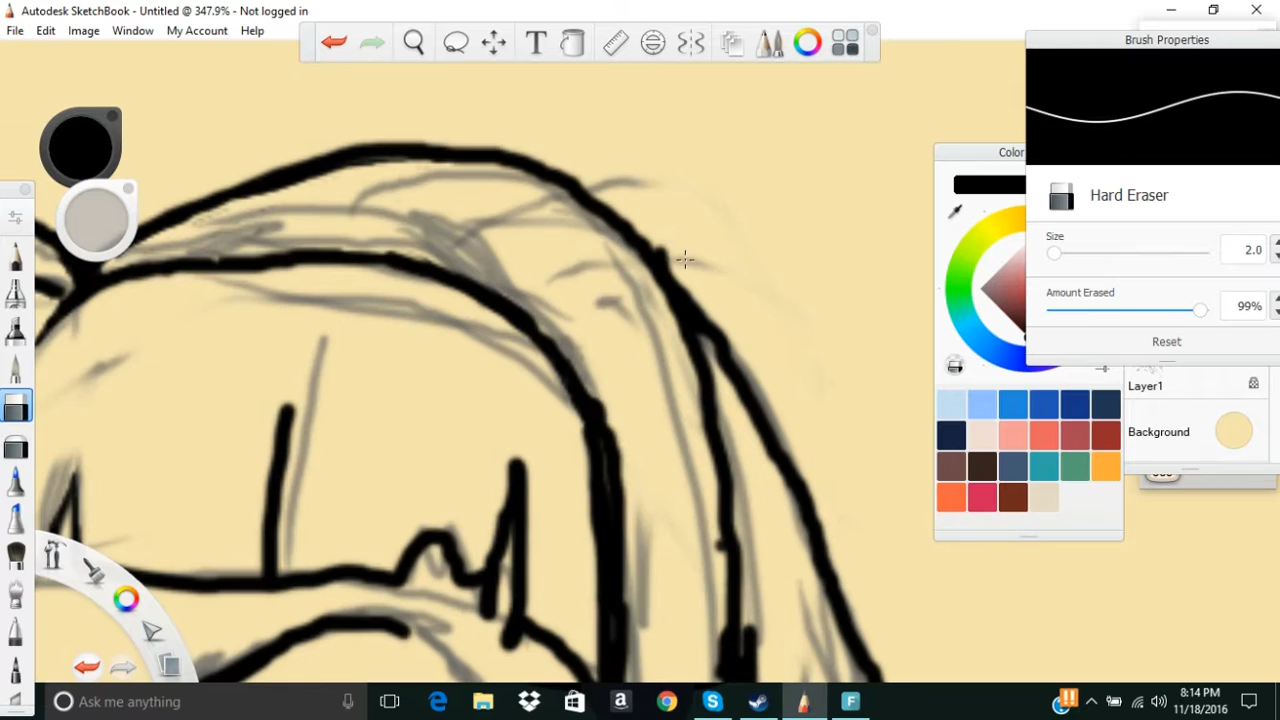 Autodesk SketchBook - Untitled @ 347.9% - Not logged in
File Edit Image Window My Account Help
T
Brush Properties
Color
Hard Eraser
Size
2.0
Amount Erased
99%
Reset
Layer1
Background
Ask me anything
8:14 PM
11/18/2016